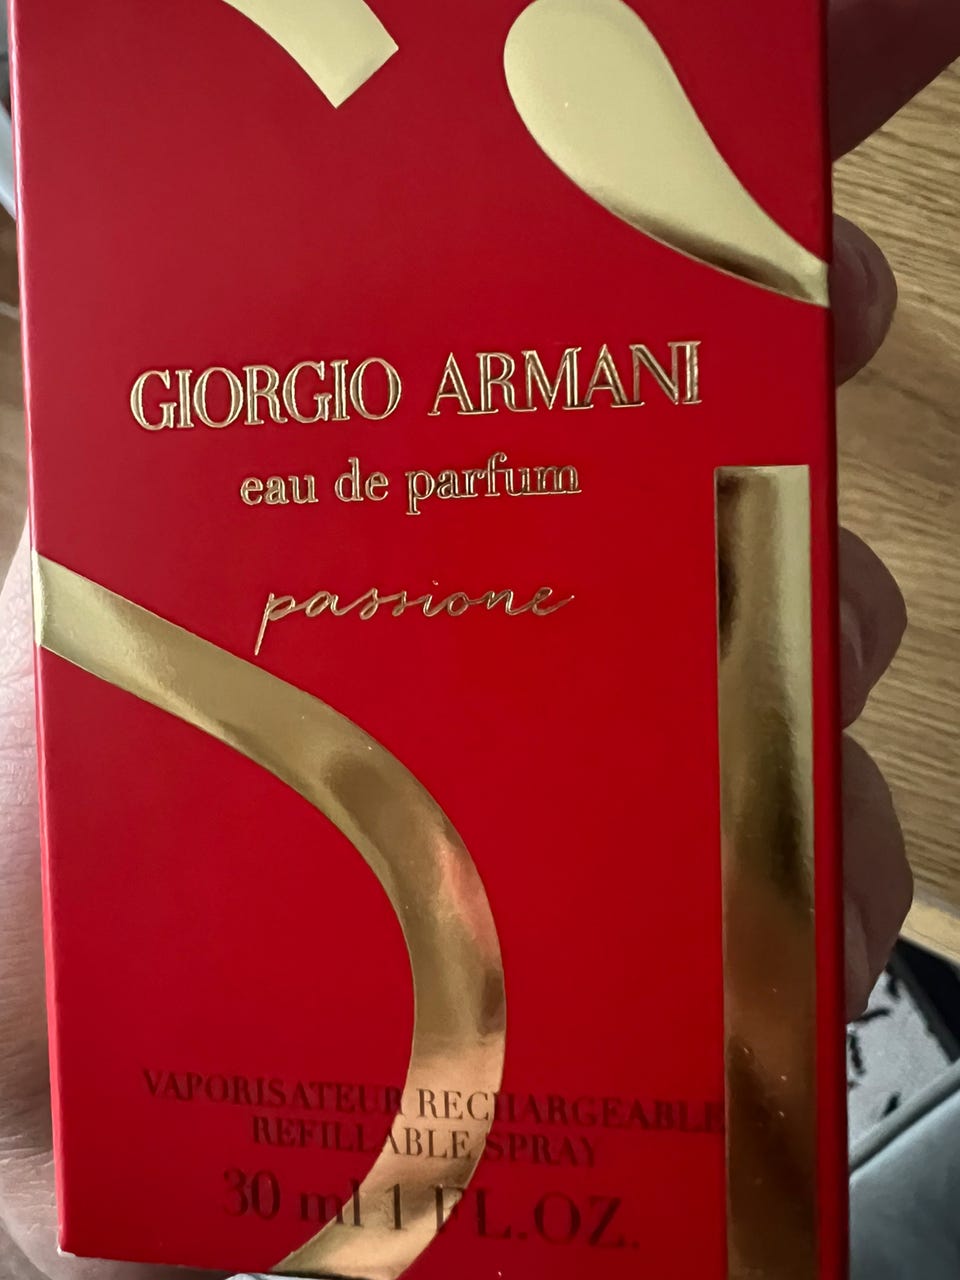 GIORGIO ARMANI
eau de parfum
passione
VAPORISATEUR RECHARGEABLE
REFILLABLE SPRAY
30 ml 1 FL.OZ.